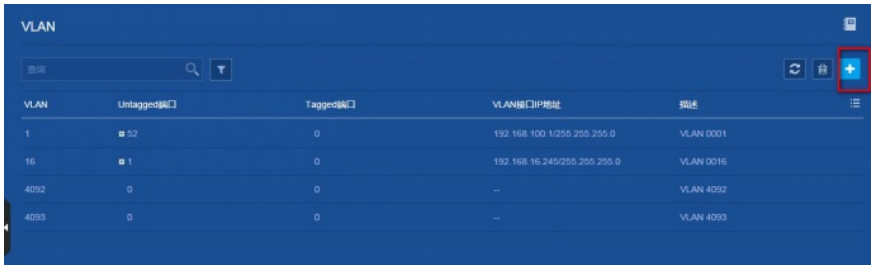 VLAN
查询
VLAN Untagged端口 Tagged端口 VLAN接口IP地址 描述
1 52 0 192.168.100.1/255.255.255.0 VLAN 0001
16 1 0 192.168.16.245/255.255.255.0 VLAN 0016
4092 0 0 -- VLAN 4092
4093 0 0 -- VLAN 4093